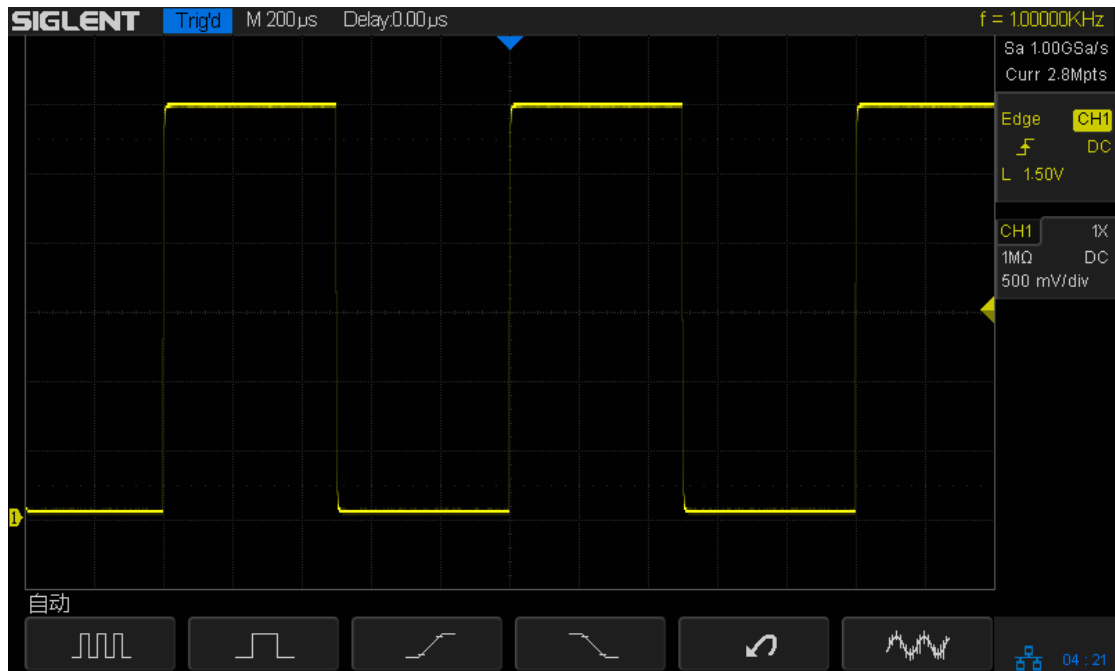 SIGLENT Trig'd M 200μs Delay:0.00μs f = 1.00000KHz
Sa 1.00GSa/s
Curr 2.8Mpts
Edge CH1
DC
L 1.50V
CH1 1X
1MΩ DC
500 mV/div
1
自动
04 : 21